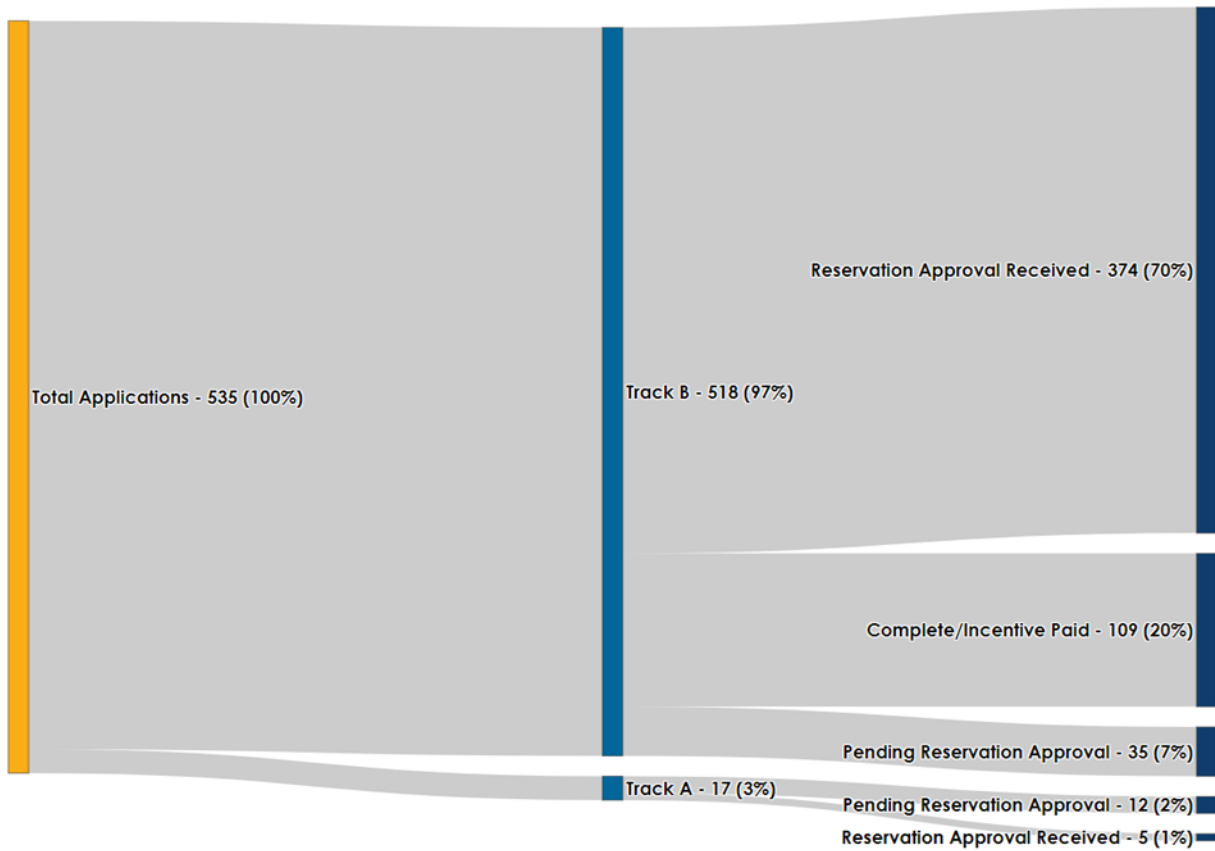 Total Applications - 535 (100%)
Track B - 518 (97%)
Track A - 17 (3%)
Reservation Approval Received - 374 (70%)
Complete/Incentive Paid - 109 (20%)
Pending Reservation Approval - 35 (7%)
Pending Reservation Approval - 12 (2%)
Reservation Approval Received - 5 (1%)